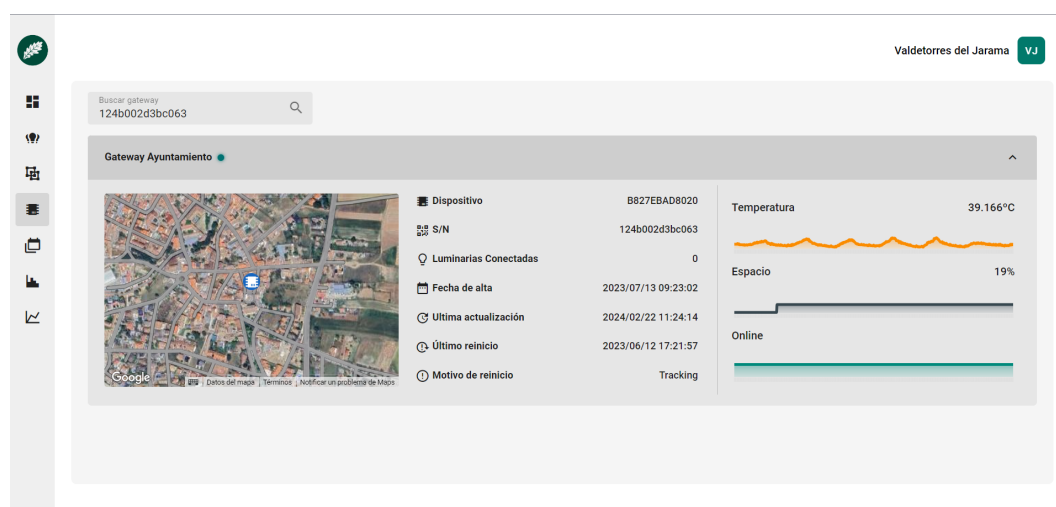 Valdetorres del Jarama VJ
Buscar gateway
124b002d3bc063
Gateway Ayuntamiento
Dispositivo B827EBAD8020
S/N 124b002d3bc063
Luminarias Conectadas 0
Fecha de alta 2023/07/13 09:23:02
Ultima actualización 2024/02/22 11:24:14
Último reinicio 2023/06/12 17:21:57
Motivo de reinicio Tracking
Temperatura 39.166ºC
Espacio 19%
Online
Google
Datos del mapa Términos Notificar un problema de Maps